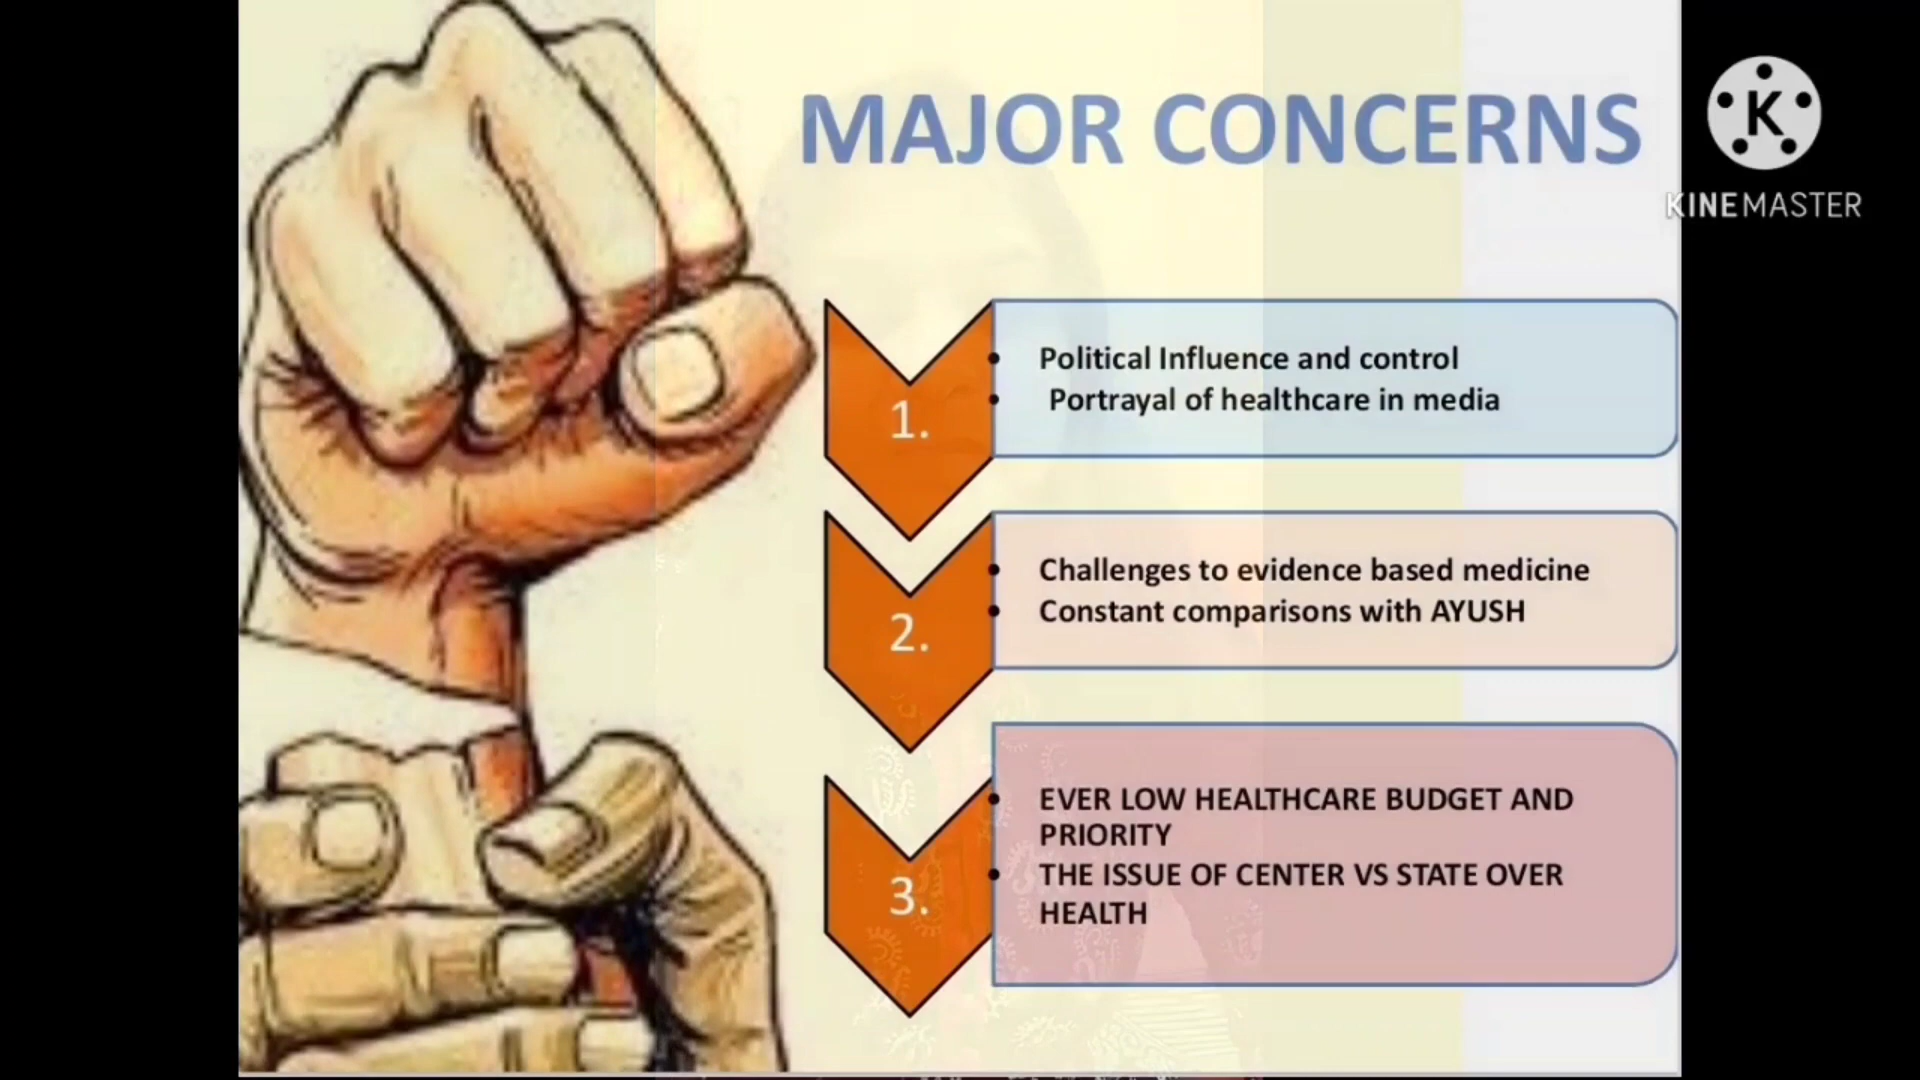 MAJOR CONCERNS
K
KINEMASTER
1.
• Political Influence and control
• Portrayal of healthcare in media
2.
• Challenges to evidence based medicine
• Constant comparisons with AYUSH
3.
• EVER LOW HEALTHCARE BUDGET AND
PRIORITY
• THE ISSUE OF CENTER VS STATE OVER
HEALTH